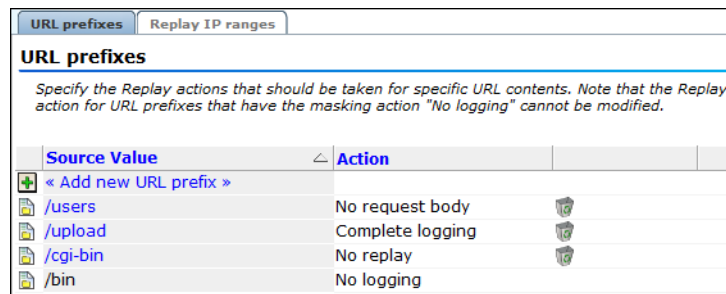 URL prefixes Replay IP ranges
URL prefixes
Specify the Replay actions that should be taken for specific URL contents. Note that the Replay
action for URL prefixes that have the masking action "No logging" cannot be modified.
Source Value Action
« Add new URL prefix »
/users No request body
/upload Complete logging
/cgi-bin No replay
/bin No logging